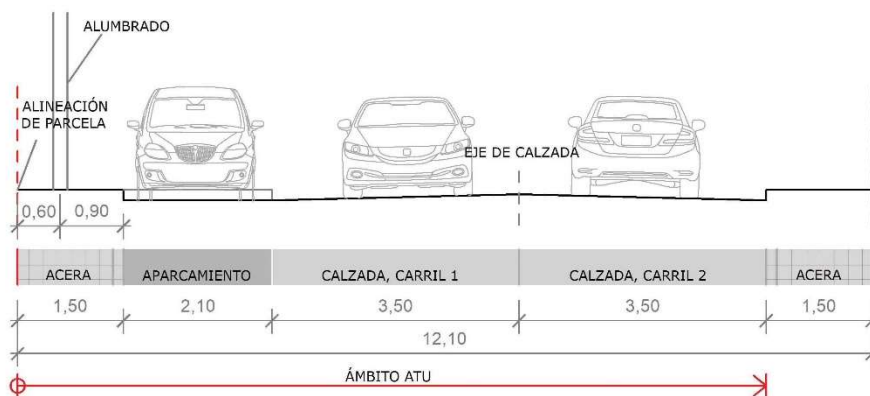 ALUMBRADO
ALINEACIÓN
DE PARCELA
EJE DE CALZADA
0,60
0,90
ACERA
APARCAMIENTO
CALZADA, CARRIL 1
CALZADA, CARRIL 2
ACERA
1,50
2,10
3,50
3,50
1,50
12,10
ÁMBITO ATU